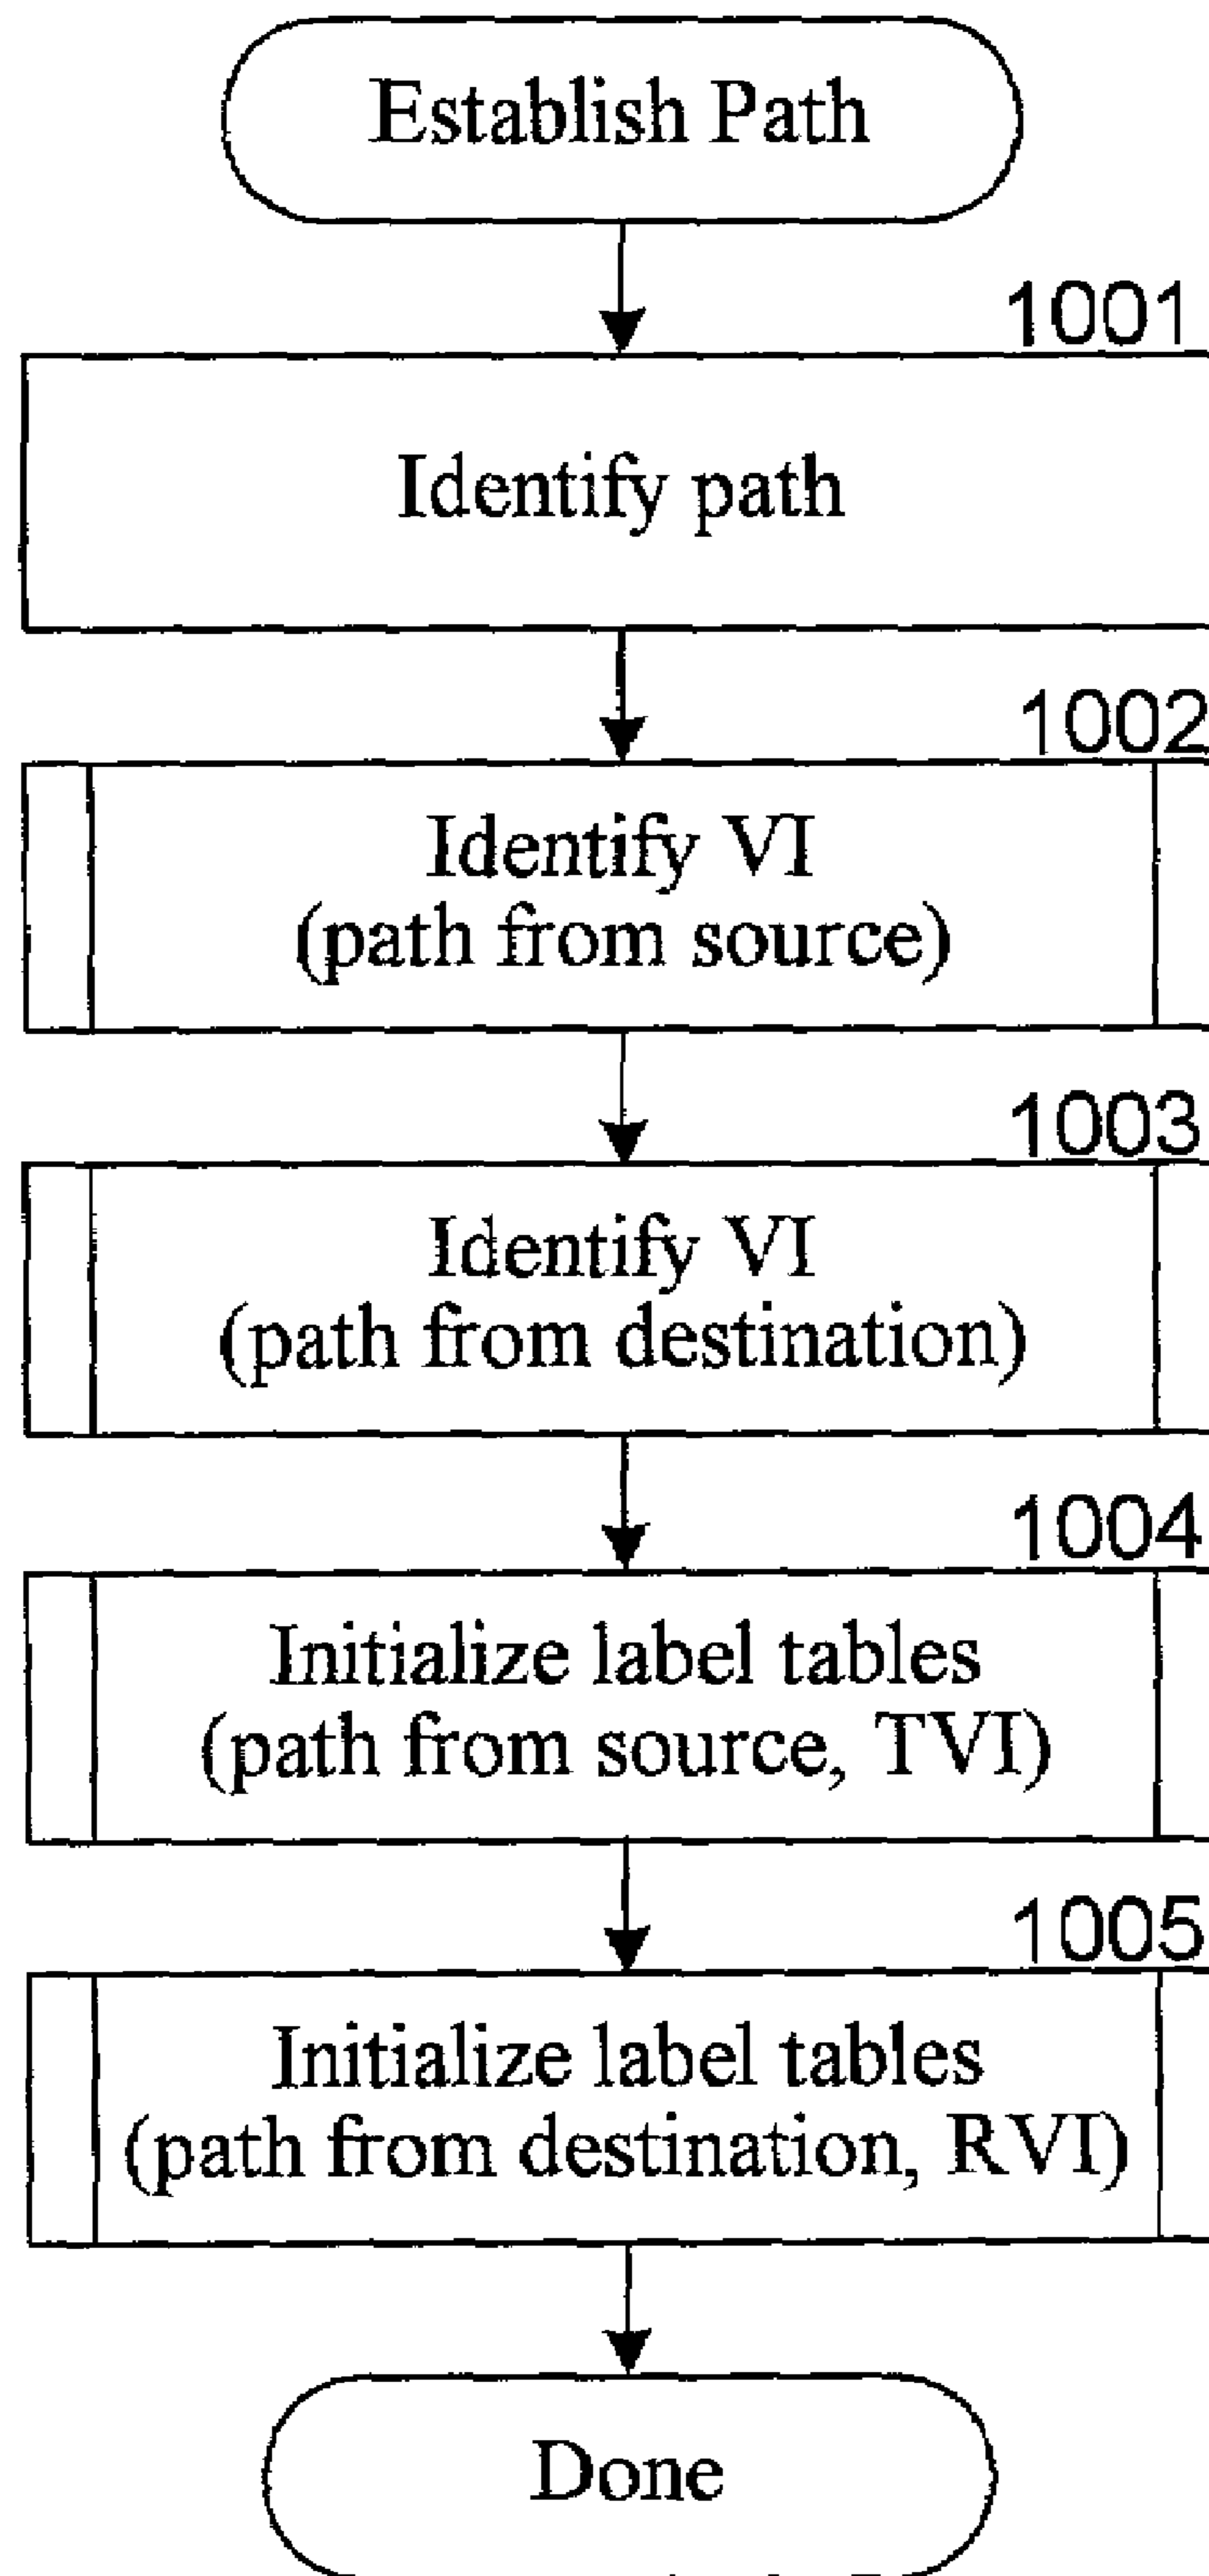 Establish Path
1001
Identify path
1002
Identify VI
(path from source)
1003
Identify VI
(path from destination)
1004
Initialize label tables
(path from source, TVI)
1005
Initialize label tables
(path from destination, RVI)
Done